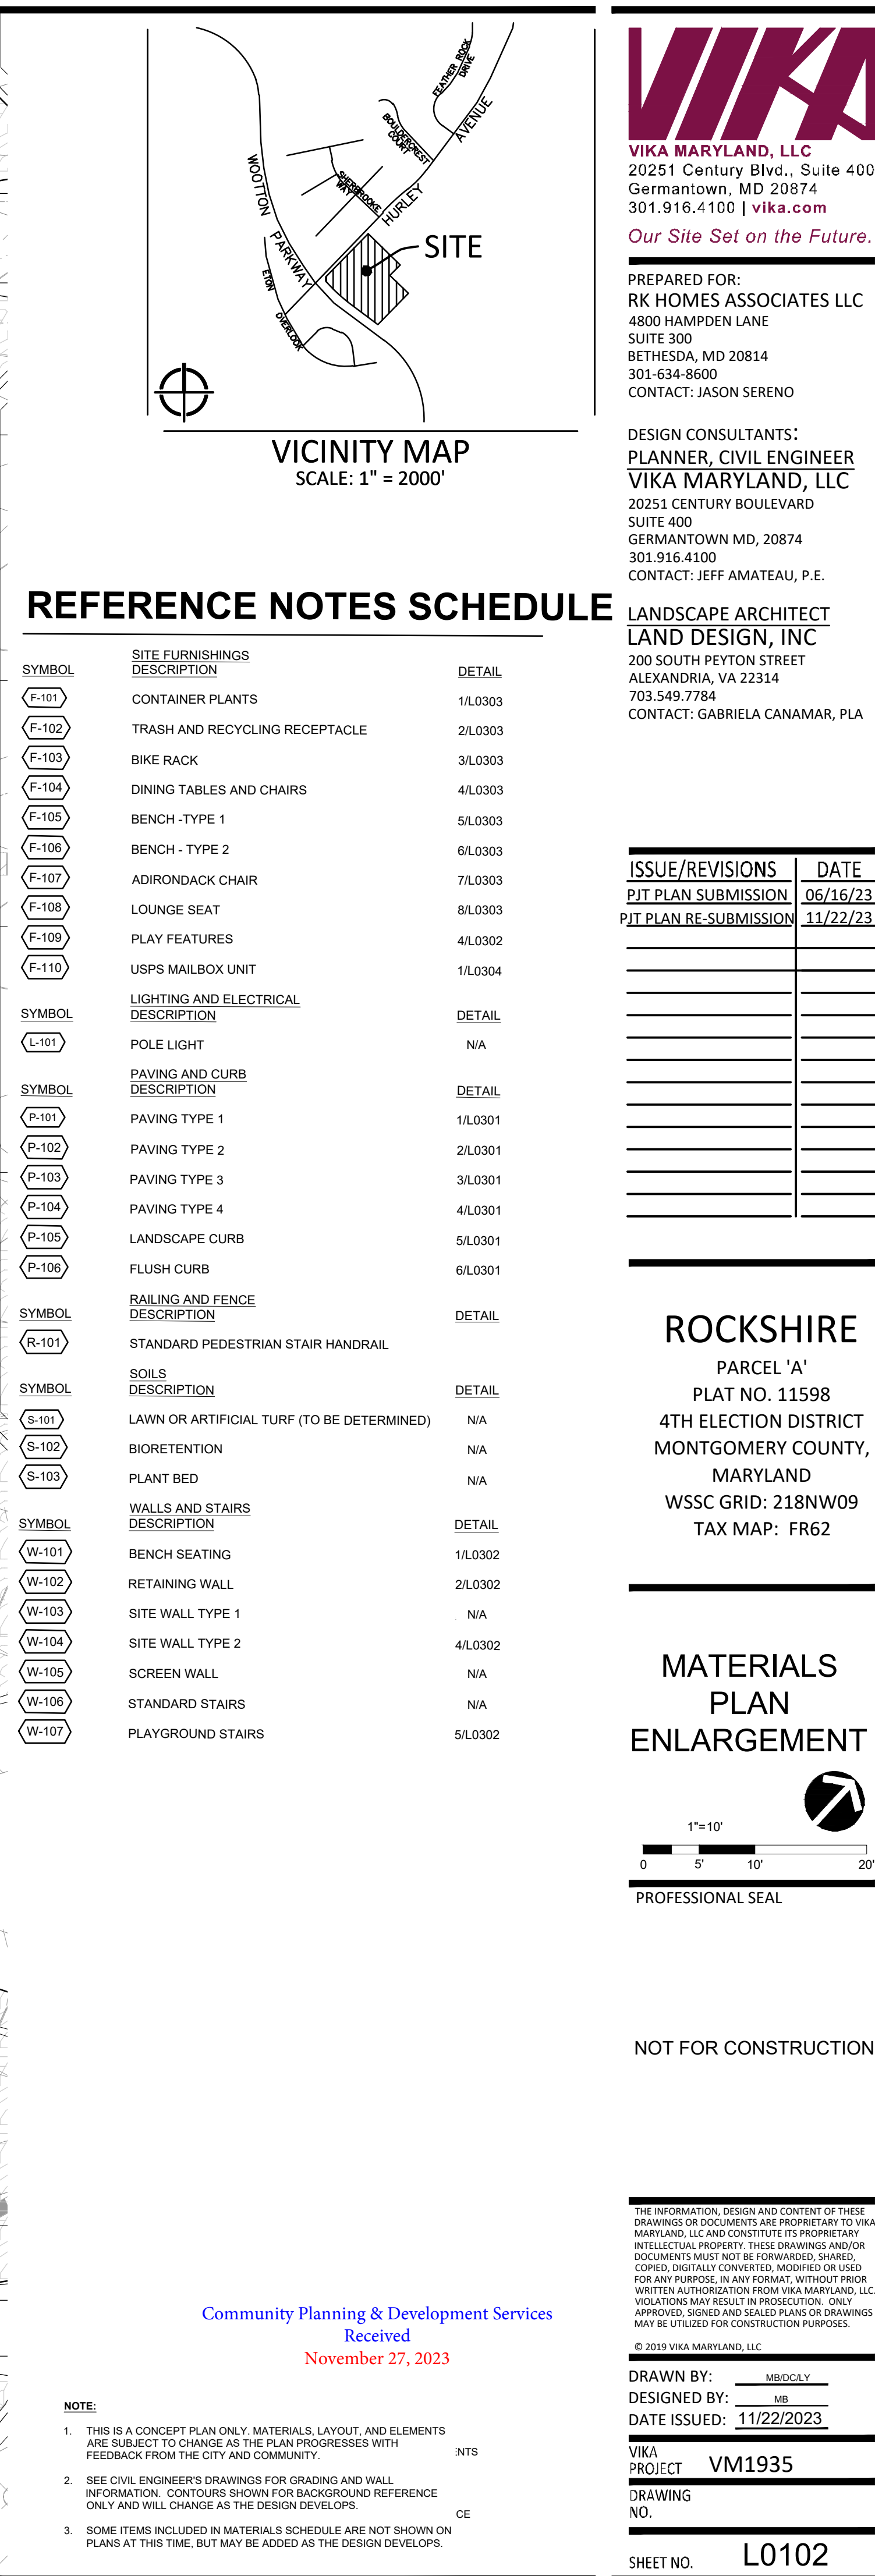 FEATHER ROCK
DRIVE
BOULDERCREST
COURT
AVENUE
WOOTTON
SHERBROOKE
WAY
HURLEY
PARKWAY
SITE
ETON
OVERLOOK
VICINITY MAP
SCALE: 1" = 2000'
REFERENCE NOTES SCHEDULE
SITE FURNISHINGS
SYMBOL DESCRIPTION DETAIL
F-101 CONTAINER PLANTS 1/L0303
F-102 TRASH AND RECYCLING RECEPTACLE 2/L0303
F-103 BIKE RACK 3/L0303
F-104 DINING TABLES AND CHAIRS 4/L0303
F-105 BENCH -TYPE 1 5/L0303
F-106 BENCH - TYPE 2 6/L0303
F-107 ADIRONDACK CHAIR 7/L0303
F-108 LOUNGE SEAT 8/L0303
F-109 PLAY FEATURES 4/L0302
F-110 USPS MAILBOX UNIT 1/L0304
LIGHTING AND ELECTRICAL
SYMBOL DESCRIPTION DETAIL
L-101 POLE LIGHT N/A
PAVING AND CURB
SYMBOL DESCRIPTION DETAIL
P-101 PAVING TYPE 1 1/L0301
P-102 PAVING TYPE 2 2/L0301
P-103 PAVING TYPE 3 3/L0301
P-104 PAVING TYPE 4 4/L0301
P-105 LANDSCAPE CURB 5/L0301
P-106 FLUSH CURB 6/L0301
RAILING AND FENCE
SYMBOL DESCRIPTION DETAIL
R-101 STANDARD PEDESTRIAN STAIR HANDRAIL
SOILS
SYMBOL DESCRIPTION DETAIL
S-101 LAWN OR ARTIFICIAL TURF (TO BE DETERMINED) N/A
S-102 BIORETENTION N/A
S-103 PLANT BED N/A
WALLS AND STAIRS
SYMBOL DESCRIPTION DETAIL
W-101 BENCH SEATING 1/L0302
W-102 RETAINING WALL 2/L0302
W-103 SITE WALL TYPE 1 N/A
W-104 SITE WALL TYPE 2 4/L0302
W-105 SCREEN WALL N/A
W-106 STANDARD STAIRS N/A
W-107 PLAYGROUND STAIRS 5/L0302
Community Planning & Development Services
Received
November 27, 2023
NOTE:
1. THIS IS A CONCEPT PLAN ONLY. MATERIALS, LAYOUT, AND ELEMENTS
ARE SUBJECT TO CHANGE AS THE PLAN PROGRESSES WITH
FEEDBACK FROM THE CITY AND COMMUNITY.
2. SEE CIVIL ENGINEER'S DRAWINGS FOR GRADING AND WALL
INFORMATION. CONTOURS SHOWN FOR BACKGROUND REFERENCE
ONLY AND WILL CHANGE AS THE DESIGN DEVELOPS.
3. SOME ITEMS INCLUDED IN MATERIALS SCHEDULE ARE NOT SHOWN ON
PLANS AT THIS TIME, BUT MAY BE ADDED AS THE DESIGN DEVELOPS.
NTS
CE
VIKA
VIKA MARYLAND, LLC
20251 Century Blvd., Suite 400
Germantown, MD 20874
301.916.4100 | vika.com
Our Site Set on the Future.
PREPARED FOR:
RK HOMES ASSOCIATES LLC
4800 HAMPDEN LANE
SUITE 300
BETHESDA, MD 20814
301-634-8600
CONTACT: JASON SERENO
DESIGN CONSULTANTS:
PLANNER, CIVIL ENGINEER
VIKA MARYLAND, LLC
20251 CENTURY BOULEVARD
SUITE 400
GERMANTOWN MD, 20874
301.916.4100
CONTACT: JEFF AMATEAU, P.E.
LANDSCAPE ARCHITECT
LAND DESIGN, INC
200 SOUTH PEYTON STREET
ALEXANDRIA, VA 22314
703.549.7784
CONTACT: GABRIELA CANAMAR, PLA
ISSUE/REVISIONS DATE
PJT PLAN SUBMISSION 06/16/23
PJT PLAN RE-SUBMISSION 11/22/23
ROCKSHIRE
PARCEL 'A'
PLAT NO. 11598
4TH ELECTION DISTRICT
MONTGOMERY COUNTY,
MARYLAND
WSSC GRID: 218NW09
TAX MAP: FR62
MATERIALS
PLAN
ENLARGEMENT
1"=10'
0 5' 10' 20'
PROFESSIONAL SEAL
NOT FOR CONSTRUCTION
THE INFORMATION, DESIGN AND CONTENT OF THESE
DRAWINGS OR DOCUMENTS ARE PROPRIETARY TO VIKA
MARYLAND, LLC AND CONSTITUTE ITS PROPRIETARY
INTELLECTUAL PROPERTY. THESE DRAWINGS AND/OR
DOCUMENTS MUST NOT BE FORWARDED, SHARED,
COPIED, DIGITALLY CONVERTED, MODIFIED OR USED
FOR ANY PURPOSE, IN ANY FORMAT, WITHOUT PRIOR
WRITTEN AUTHORIZATION FROM VIKA MARYLAND, LLC.
VIOLATIONS MAY RESULT IN PROSECUTION. ONLY
APPROVED, SIGNED AND SEALED PLANS OR DRAWINGS
MAY BE UTILIZED FOR CONSTRUCTION PURPOSES.
© 2019 VIKA MARYLAND, LLC
DRAWN BY: MB/DC/LY
DESIGNED BY: MB
DATE ISSUED: 11/22/2023
VIKA
PROJECT VM1935
DRAWING
NO.
SHEET NO. L0102